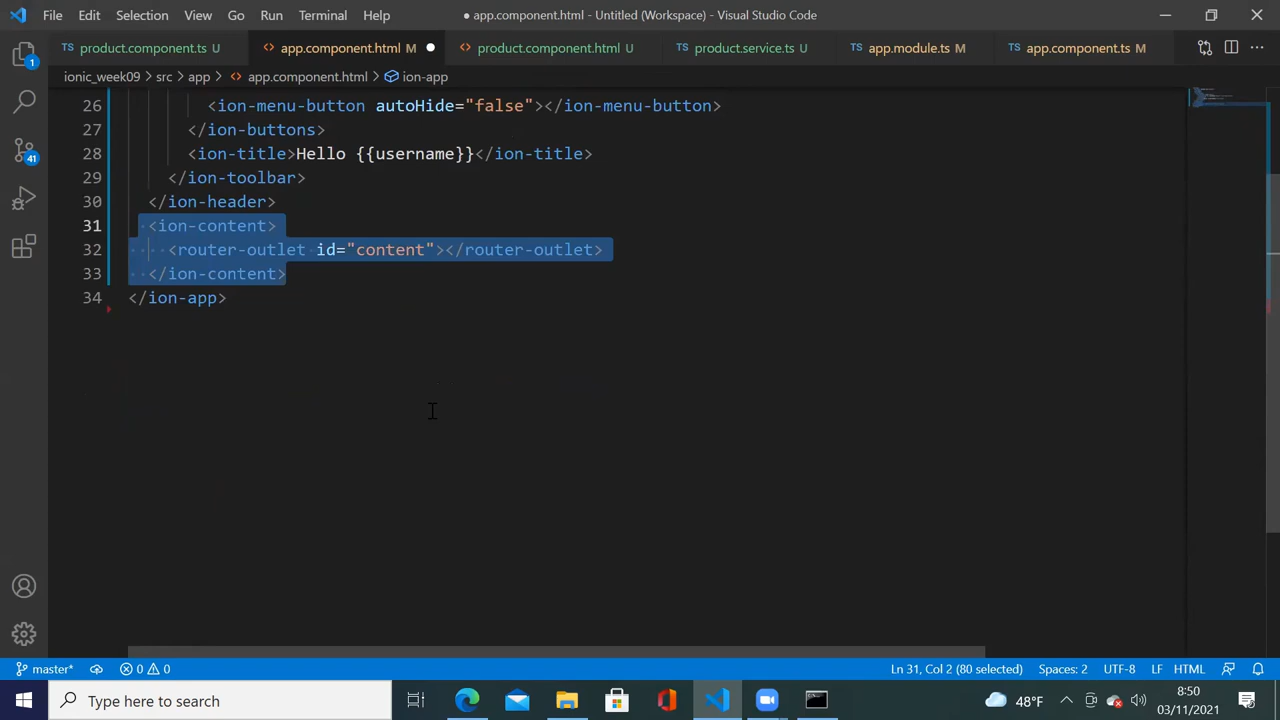 File Edit Selection View Go Run Terminal Help
● app.component.html - Untitled (Workspace) - Visual Studio Code
TS product.component.ts U
<> app.component.html M ●
<> product.component.html U
TS product.service.ts U
TS app.module.ts M
TS app.component.ts M
ionic_week09 > src > app > <> app.component.html > ion-app
26 <ion-menu-button autoHide="false"></ion-menu-button>
27 </ion-buttons>
28 <ion-title>Hello {{username}}</ion-title>
29 </ion-toolbar>
30 </ion-header>
31 <ion-content>
32 <router-outlet id="content"></router-outlet>
33 </ion-content>
34 </ion-app>
1
41
master* 0 0 Ln 31, Col 2 (80 selected) Spaces: 2 UTF-8 LF HTML
Type here to search
48°F
8:50
03/11/2021